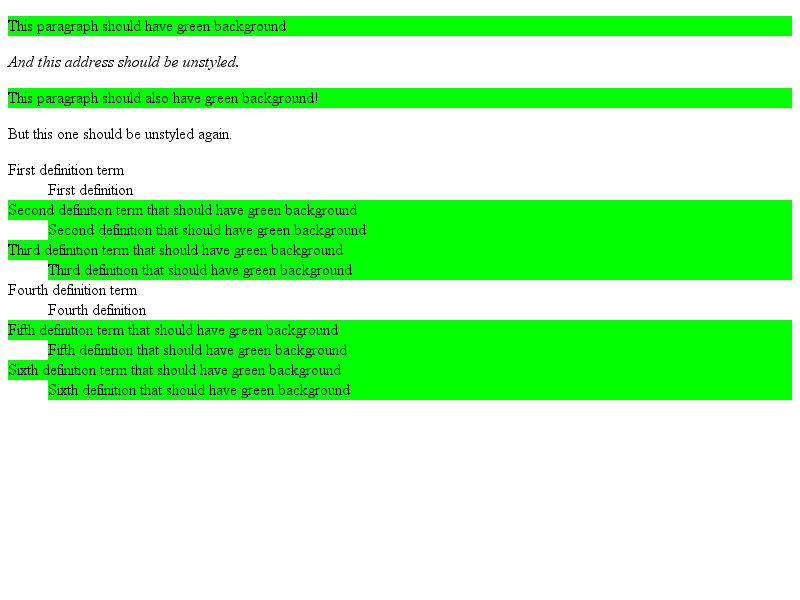 This paragraph should have green background
And this address should be unstyled.
This paragraph should also have green background!
But this one should be unstyled again.
First definition term
First definition
Second definition term that should have green background
Second definition that should have green background
Third definition term that should have green background
Third definition that should have green background
Fourth definition term
Fourth definition
Fifth definition term that should have green background
Fifth definition that should have green background
Sixth definition term that should have green background
Sixth definition that should have green background